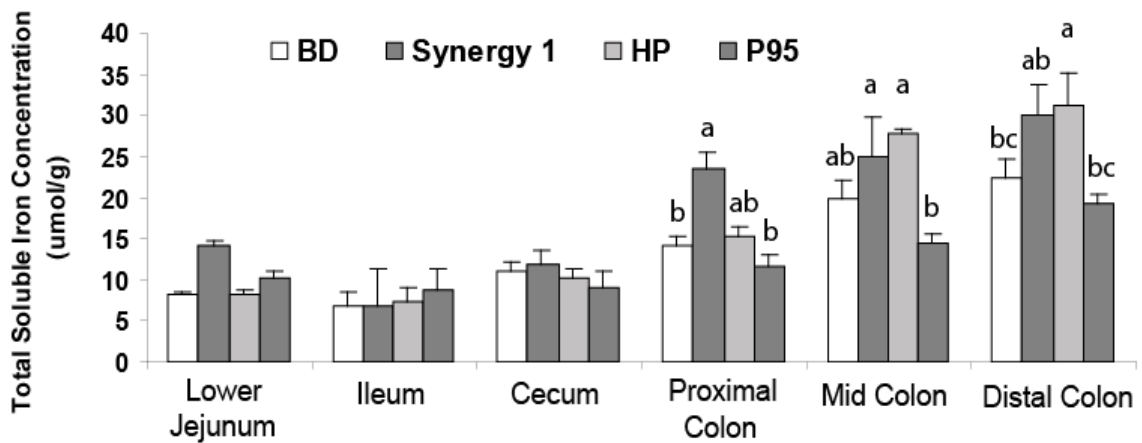 Total Soluble Iron Concentration
(umol/g)
40
35
30
25
20
15
10
5
0
BD Synergy 1 HP P95
b a ab b
ab a a b
bc ab a bc
Lower
Jejunum
Ileum
Cecum
Proximal
Colon
Mid Colon
Distal Colon